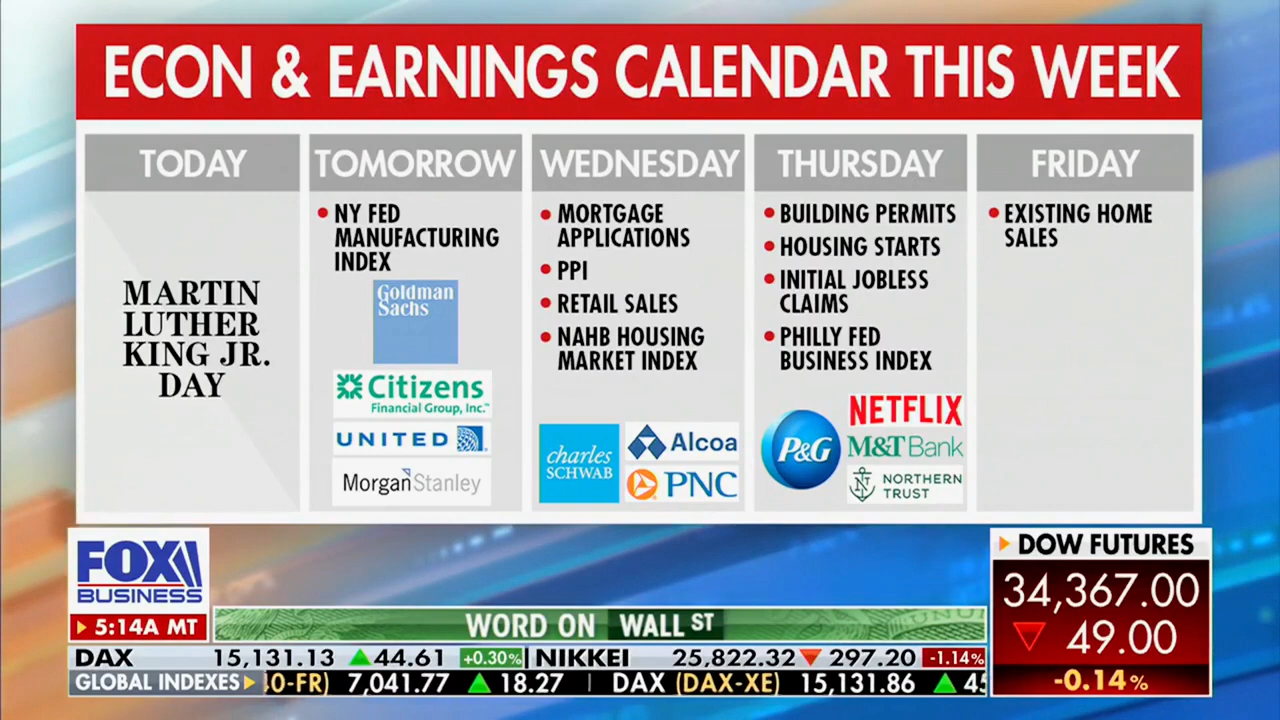 ECON & EARNINGS CALENDAR THIS WEEK
TODAY
MARTIN
LUTHER
KING JR.
DAY
TOMORROW
• NY FED
MANUFACTURING
INDEX
Goldman
Sachs
Citizens
Financial Group, Inc.™
UNITED
Morgan Stanley
WEDNESDAY
• MORTGAGE
APPLICATIONS
• PPI
• RETAIL SALES
• NAHB HOUSING
MARKET INDEX
charles
SCHWAB
Alcoa
PNC
THURSDAY
• BUILDING PERMITS
• HOUSING STARTS
• INITIAL JOBLESS
CLAIMS
• PHILLY FED
BUSINESS INDEX
P&G
NETFLIX
M&T Bank
NORTHERN
TRUST
FRIDAY
• EXISTING HOME
SALES
FOX
BUSINESS
5:14A MT
WORD ON WALL ST
DAX 15,131.13 ▲ 44.61 +0.30% NIKKEI 25,822.32 ▼ 297.20 -1.14%
GLOBAL INDEXES 0-FR) 7,041.77 ▲ 18.27 | DAX (DAX-XE) 15,131.86 ▲
DOW FUTURES
34,367.00
▼ 49.00
-0.14%